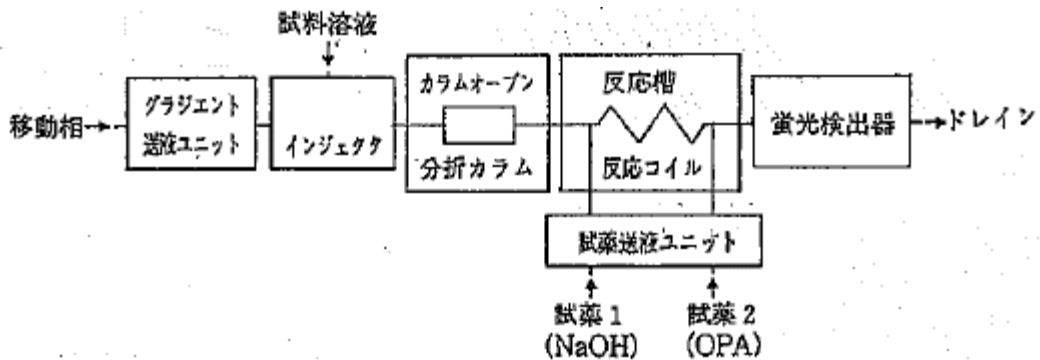 試料溶液
移動相
グラジエント
送液ユニット
インジェクタ
カラムオーブン
分折カラム
反応槽
反応コイル
蛍光検出器
ドレイン
試薬送液ユニット
試薬1
(NaOH)
試薬2
(OPA)